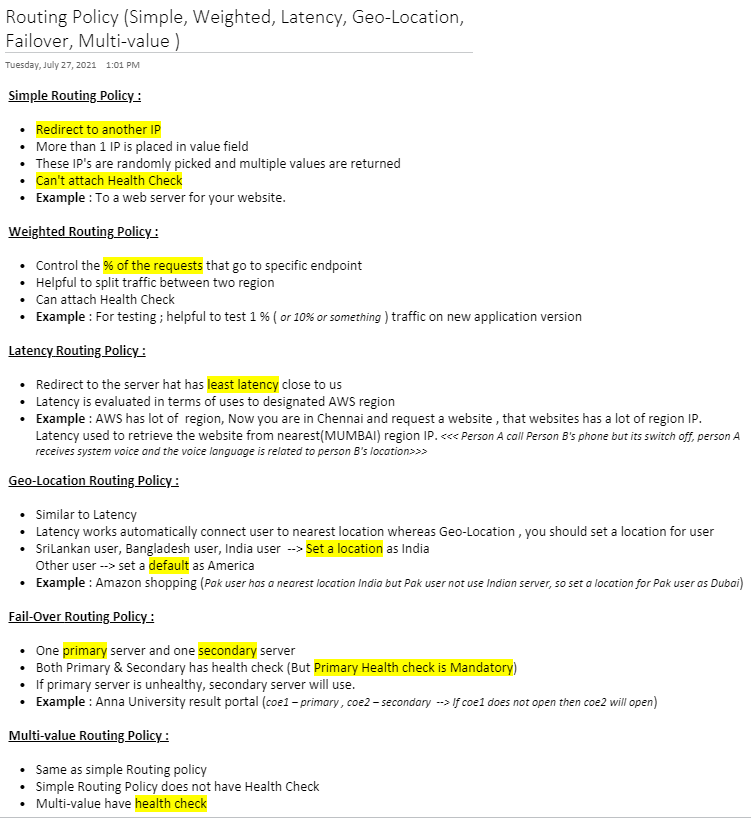 Routing Policy (Simple, Weighted, Latency, Geo-Location,
Failover, Multi-value )
Tuesday, July 27, 2021 1:01 PM
Simple Routing Policy :
• Redirect to another IP
• More than 1 IP is placed in value field
• These IP's are randomly picked and multiple values are returned
• Can't attach Health Check
• Example : To a web server for your website.
Weighted Routing Policy :
• Control the % of the requests that go to specific endpoint
• Helpful to split traffic between two region
• Can attach Health Check
• Example : For testing ; helpful to test 1 % ( or 10% or something ) traffic on new application version
Latency Routing Policy :
• Redirect to the server hat has least latency close to us
• Latency is evaluated in terms of uses to designated AWS region
• Example : AWS has lot of region, Now you are in Chennai and request a website , that websites has a lot of region IP.
Latency used to retrieve the website from nearest(MUMBAI) region IP. <<< Person A call Person B's phone but its switch off, person A
receives system voice and the voice language is related to person B's location>>>
Geo-Location Routing Policy :
• Similar to Latency
• Latency works automatically connect user to nearest location whereas Geo-Location , you should set a location for user
• SriLankan user, Bangladesh user, India user --> Set a location as India
Other user --> set a default as America
• Example : Amazon shopping (Pak user has a nearest location India but Pak user not use Indian server, so set a location for Pak user as Dubai)
Fail-Over Routing Policy :
• One primary server and one secondary server
• Both Primary & Secondary has health check (But Primary Health check is Mandatory)
• If primary server is unhealthy, secondary server will use.
• Example : Anna University result portal (coe1 – primary , coe2 – secondary --> If coe1 does not open then coe2 will open)
Multi-value Routing Policy :
• Same as simple Routing policy
• Simple Routing Policy does not have Health Check
• Multi-value have health check